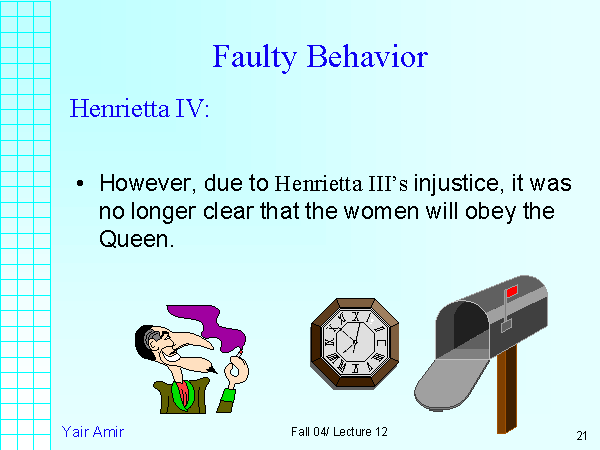 Faulty Behavior
Henrietta IV:
• However, due to Henrietta III's injustice, it was
no longer clear that the women will obey the
Queen.
Yair Amir
Fall 04/ Lecture 12
21